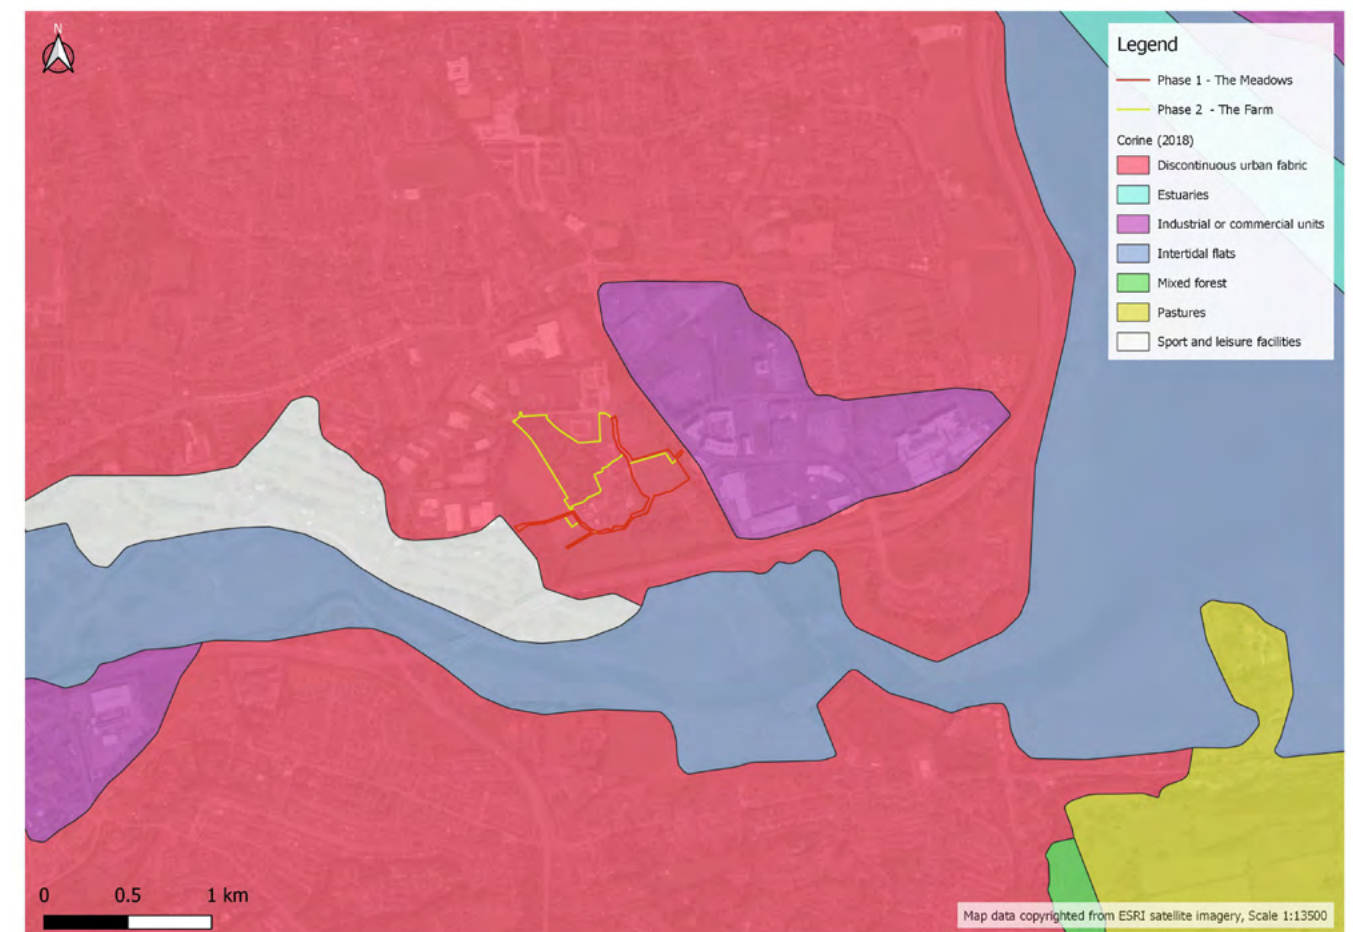 N
Legend
Phase 1 - The Meadows
Phase 2 - The Farm
Corine (2018)
Discontinuous urban fabric
Estuaries
Industrial or commercial units
Intertidal flats
Mixed forest
Pastures
Sport and leisure facilities
0 0.5 1 km
Map data copyrighted from ESRI satellite imagery, Scale 1:13500